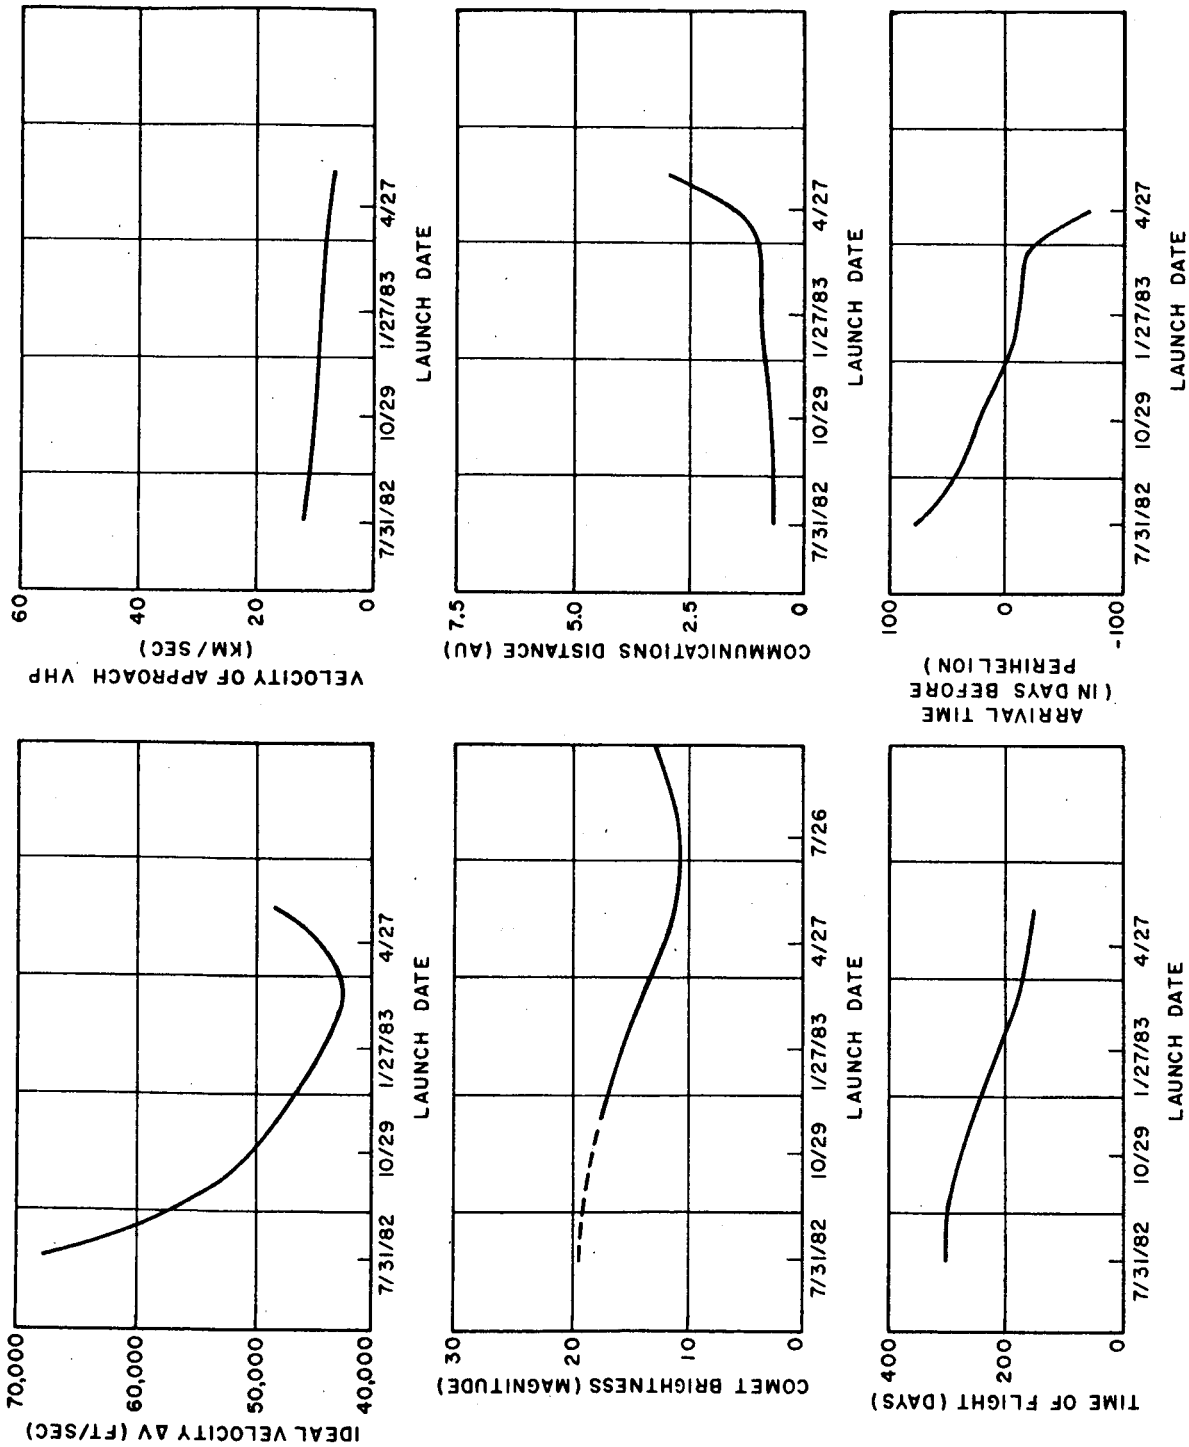 70,000
60,000
50,000
40,000
IDEAL VELOCITY ΔV (FT/SEC)
7/31/82 10/29 1/27/83 4/27
LAUNCH DATE
60
40
20
0
VELOCITY OF APPROACH VHP
(KM/SEC)
7/31/82 10/29 1/27/83 4/27
LAUNCH DATE
30
20
10
0
COMET BRIGHTNESS (MAGNITUDE)
7/31/82 10/29 1/27/83 4/27 7/26
LAUNCH DATE
7.5
5.0
2.5
0
COMMUNICATIONS DISTANCE (AU)
7/31/82 10/29 1/27/83 4/27
LAUNCH DATE
400
200
0
TIME OF FLIGHT (DAYS)
7/31/82 10/29 1/27/83 4/27
LAUNCH DATE
100
0
-100
ARRIVAL TIME
(IN DAYS BEFORE
PERIHELION)
7/31/82 10/29 1/27/83 4/27
LAUNCH DATE